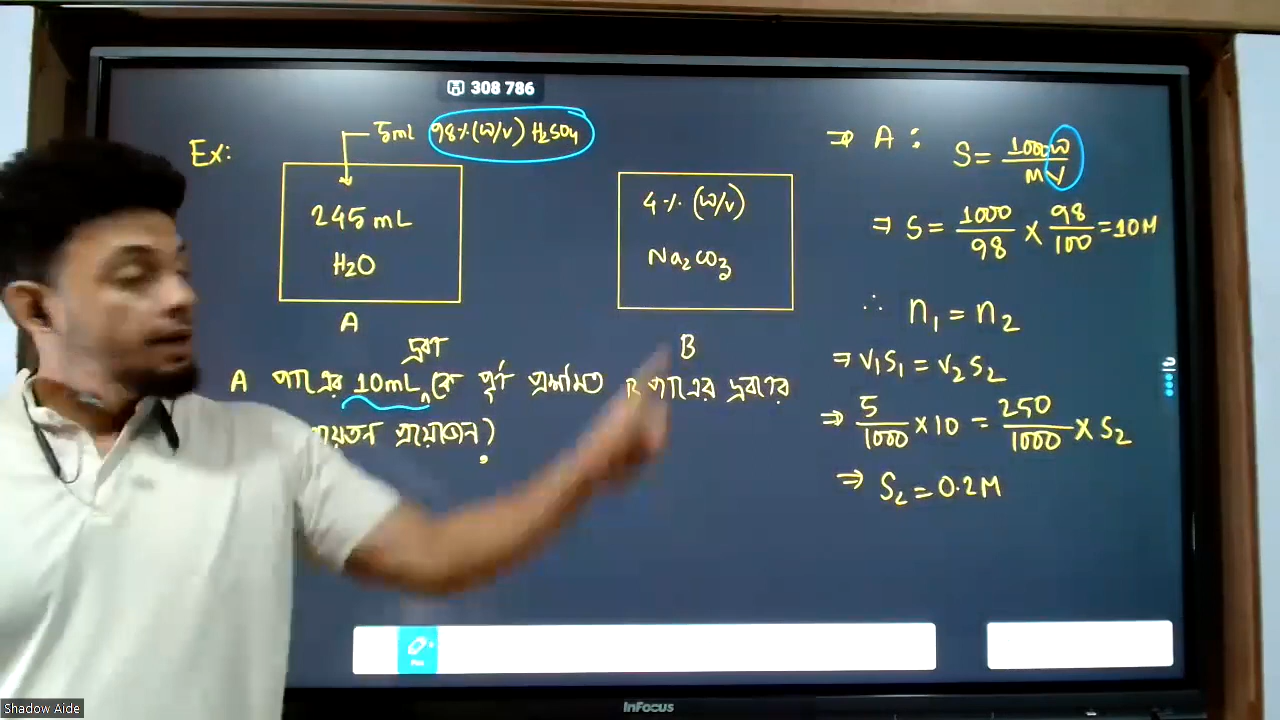 308 786
Ex:
5mL 98% (w/v) H2SO4
245 mL
H2O
A
4% (w/v)
Na2CO3
B
দ্রবণ
A পাত্রের 10mL কে পূর্ণ প্রশমিত B পাত্রের দ্রবণের
য়তন প্রয়োজন?
⇒ A : S = 1000w / MV
⇒ S = 1000/98 × 98/100 = 10M
∴ n1 = n2
⇒ V1S1 = V2S2
⇒ 5/1000 × 10 = 250/1000 × S2
⇒ S2 = 0.2M
Pen
InFocus
Shadow Aide